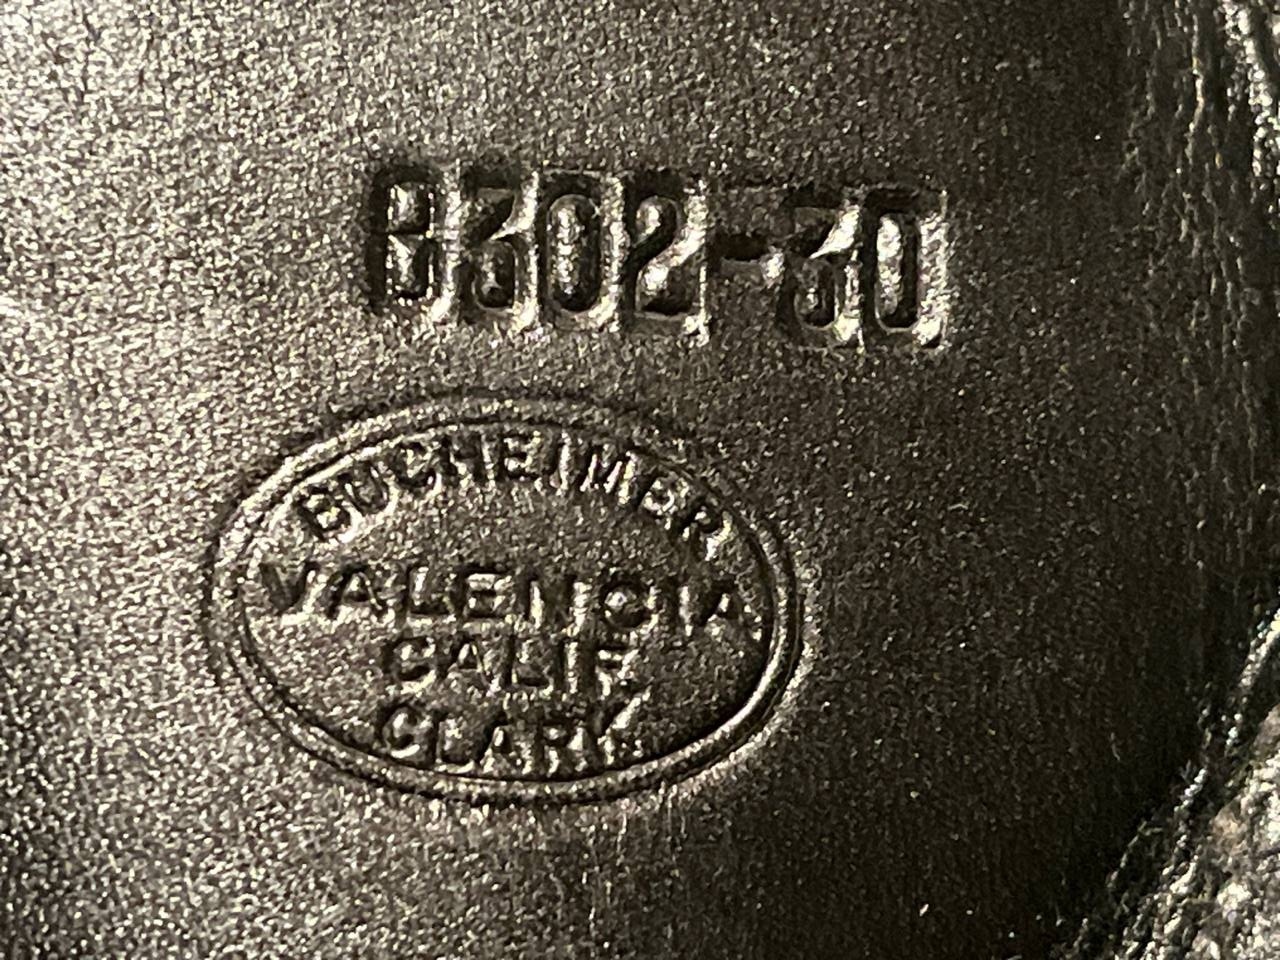 B302-30
BUCHEIMER
VALENCIA
CALIF
CLARK